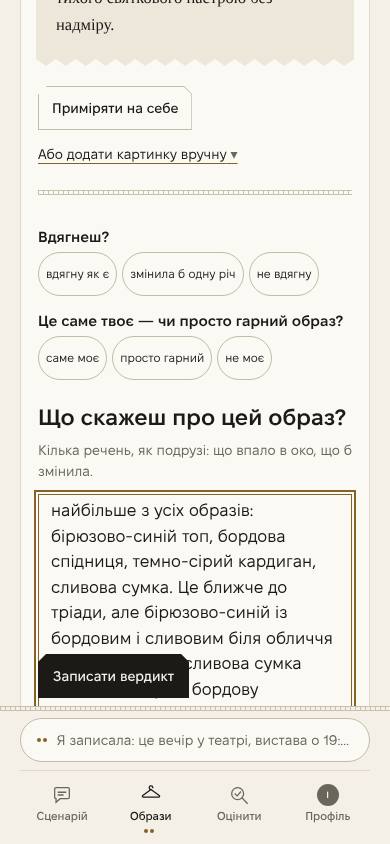 надміру.
Приміряти на себе
Або додати картинку вручну ▾
Вдягнеш?
вдягну як є
змінила б одну річ
не вдягну
Це саме твоє — чи просто гарний образ?
саме моє
просто гарний
не моє
Що скажеш про цей образ?
Кілька речень, як подрузі: що впало в око, що б
змінила.
найбільше з усіх образів:
бірюзово-синій топ, бордова
спідниця, темно-сірий кардиган,
сливова сумка. Це ближче до
тріади, але бірюзово-синій із
бордовим і сливовим біля обличчя
сливова сумка
Записати вердикт
бордову
Я записала: це вечір у театрі, вистава о 19:...
Сценарій
Образи
Оцінити
І
Профіль